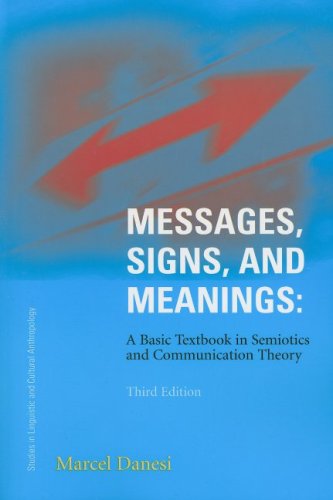 MESSAGES,
SIGNS, AND
MEANINGS:
A Basic Textbook in Semiotics
and Communication Theory
Third Edition
Studies in Linguistic and Cultural Anthropology
Marcel Danesi